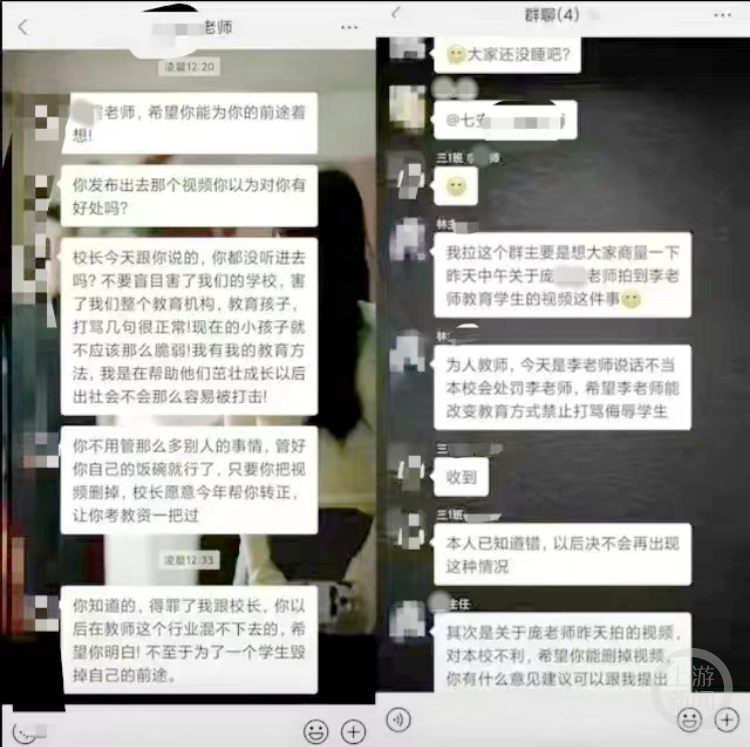 老师
凌晨12:20
老师，希望你能为你的前途着
想!
你发布出去那个视频你以为对你有
好处吗?
校长今天跟你说的，你都没听进去
吗? 不要盲目害了我们的学校，害
了我们整个教育机构，教育孩子，
打骂几句很正常!现在的小孩子就
不应该那么脆弱!我有我的教育方
法，我是在帮助他们茁壮成长以后
出社会不会那么容易被打击!
你不用管那么多别人的事情，管好
你自己的饭碗就行了，只要你把视
频删掉，校长愿意今年帮你转正，
让你考教资一把过
凌晨12:33
你知道的，得罪了我跟校长，你以
后在教师这个行业混不下去的，希
望你明白! 不至于为了一个学生毁
掉自己的前途。
群聊(4)
大家还没睡吧?
@七
三1班 师
林
我拉这个群主要是想大家商量一下
昨天中午关于庞 老师拍到李老
师教育学生的视频这件事
林
为人教师，今天是李老师说话不当
本校会处罚李老师，希望李老师能
改变教育方式禁止打骂侮辱学生
三
收到
三1班
本人已知道错，以后决不会再出现
这种情况
主任
其次是关于庞老师昨天拍的视频，
对本校不利，希望你能删掉视频，
你有什么意见建议可以跟我提出
上游
新闻